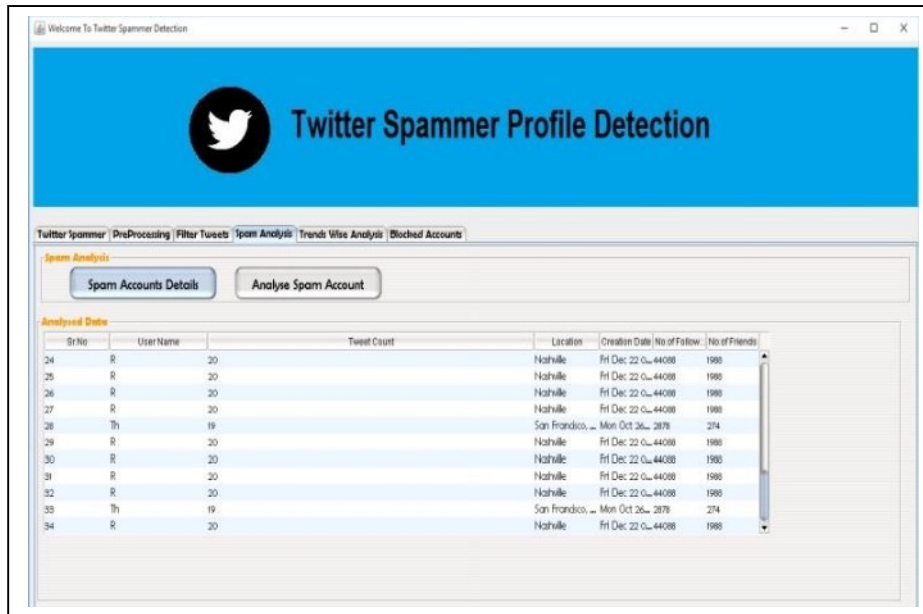 Welcome To Twitter Spammer Detection
Twitter Spammer Profile Detection
Twitter Spammer PreProcessing Filter Tweets Spam Analysis Trends Wise Analysis Blocked Accounts
Spam Analysis
Spam Accounts Details Analyse Spam Account
Analysed Data
Sr.No User Name Tweet Count Location Creation Date No.of Follow... No.of Friends
24 R 20 Nashville Fri Dec 22 0... 44088 1988
25 R 20 Nashville Fri Dec 22 0... 44088 1988
26 R 20 Nashville Fri Dec 22 0... 44088 1988
27 R 20 Nashville Fri Dec 22 0... 44088 1988
28 Th 19 San Francisco, ... Mon Oct 26... 2878 274
29 R 20 Nashville Fri Dec 22 0... 44088 1988
30 R 20 Nashville Fri Dec 22 0... 44088 1988
31 R 20 Nashville Fri Dec 22 0... 44088 1988
32 R 20 Nashville Fri Dec 22 0... 44088 1988
33 Th 19 San Francisco, ... Mon Oct 26... 2878 274
34 R 20 Nashville Fri Dec 22 0... 44088 1988